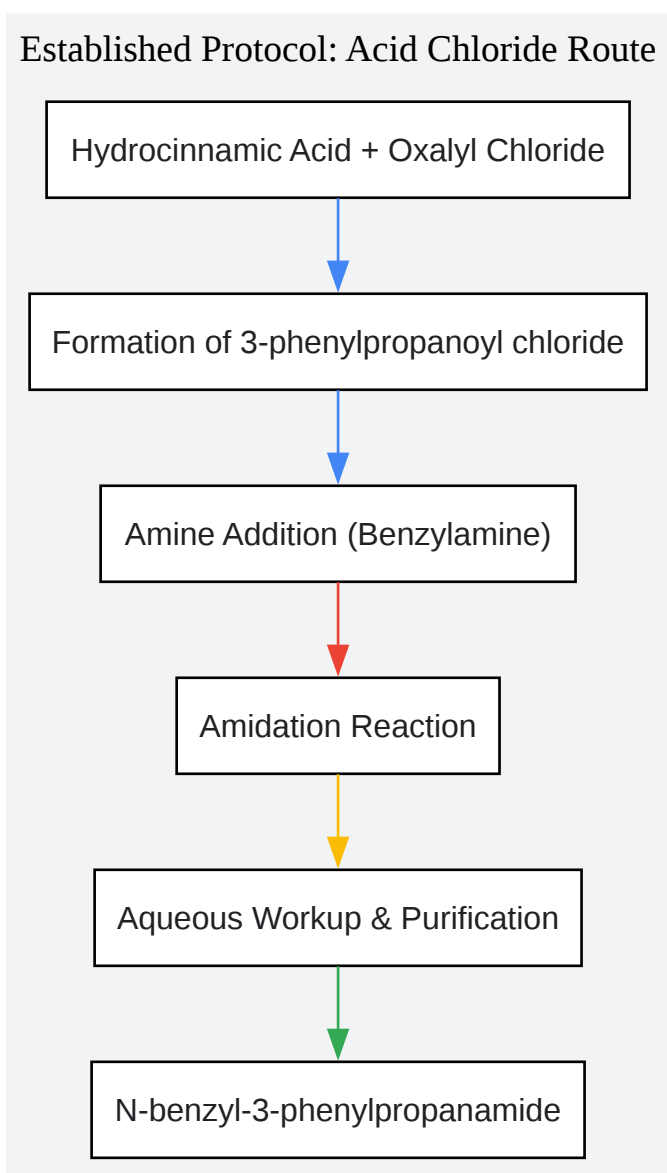 Established Protocol: Acid Chloride Route
Hydrocinnamic Acid + Oxalyl Chloride
Formation of 3-phenylpropanoyl chloride
Amine Addition (Benzylamine)
Amidation Reaction
Aqueous Workup & Purification
N-benzyl-3-phenylpropanamide